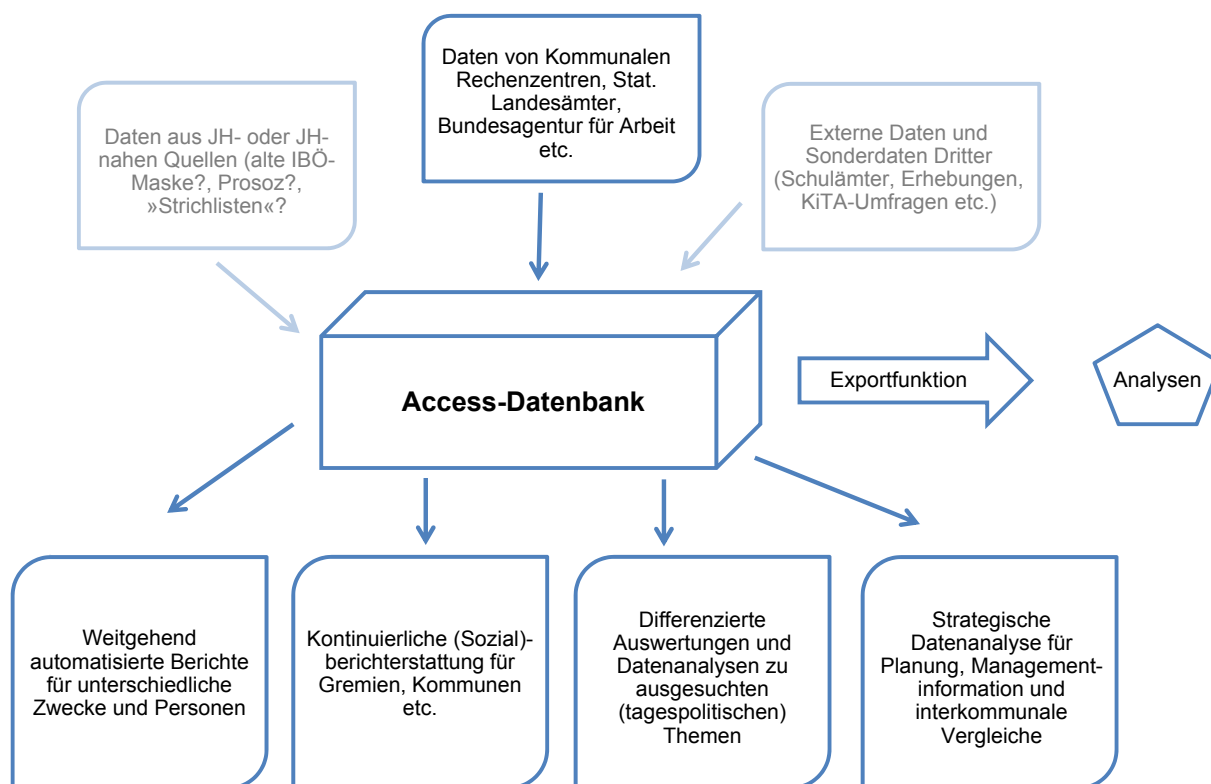 Daten von Kommunalen
Rechenzentren, Stat.
Landesämter,
Bundesagentur für Arbeit
etc.
Daten aus JH- oder JH-
nahen Quellen (alte IBÖ-
Maske?, Prosoz?,
»Strichlisten«?
Externe Daten und
Sonderdaten Dritter
(Schulämter, Erhebungen,
KiTA-Umfragen etc.)
Access-Datenbank
Exportfunktion
Analysen
Weitgehend
automatisierte Berichte
für unterschiedliche
Zwecke und Personen
Kontinuierliche (Sozial)-
berichterstattung für
Gremien, Kommunen
etc.
Differenzierte
Auswertungen und
Datenanalysen zu
ausgesuchten
(tagespolitischen)
Themen
Strategische
Datenanalyse für
Planung, Management-
information und
interkommunale
Vergleiche